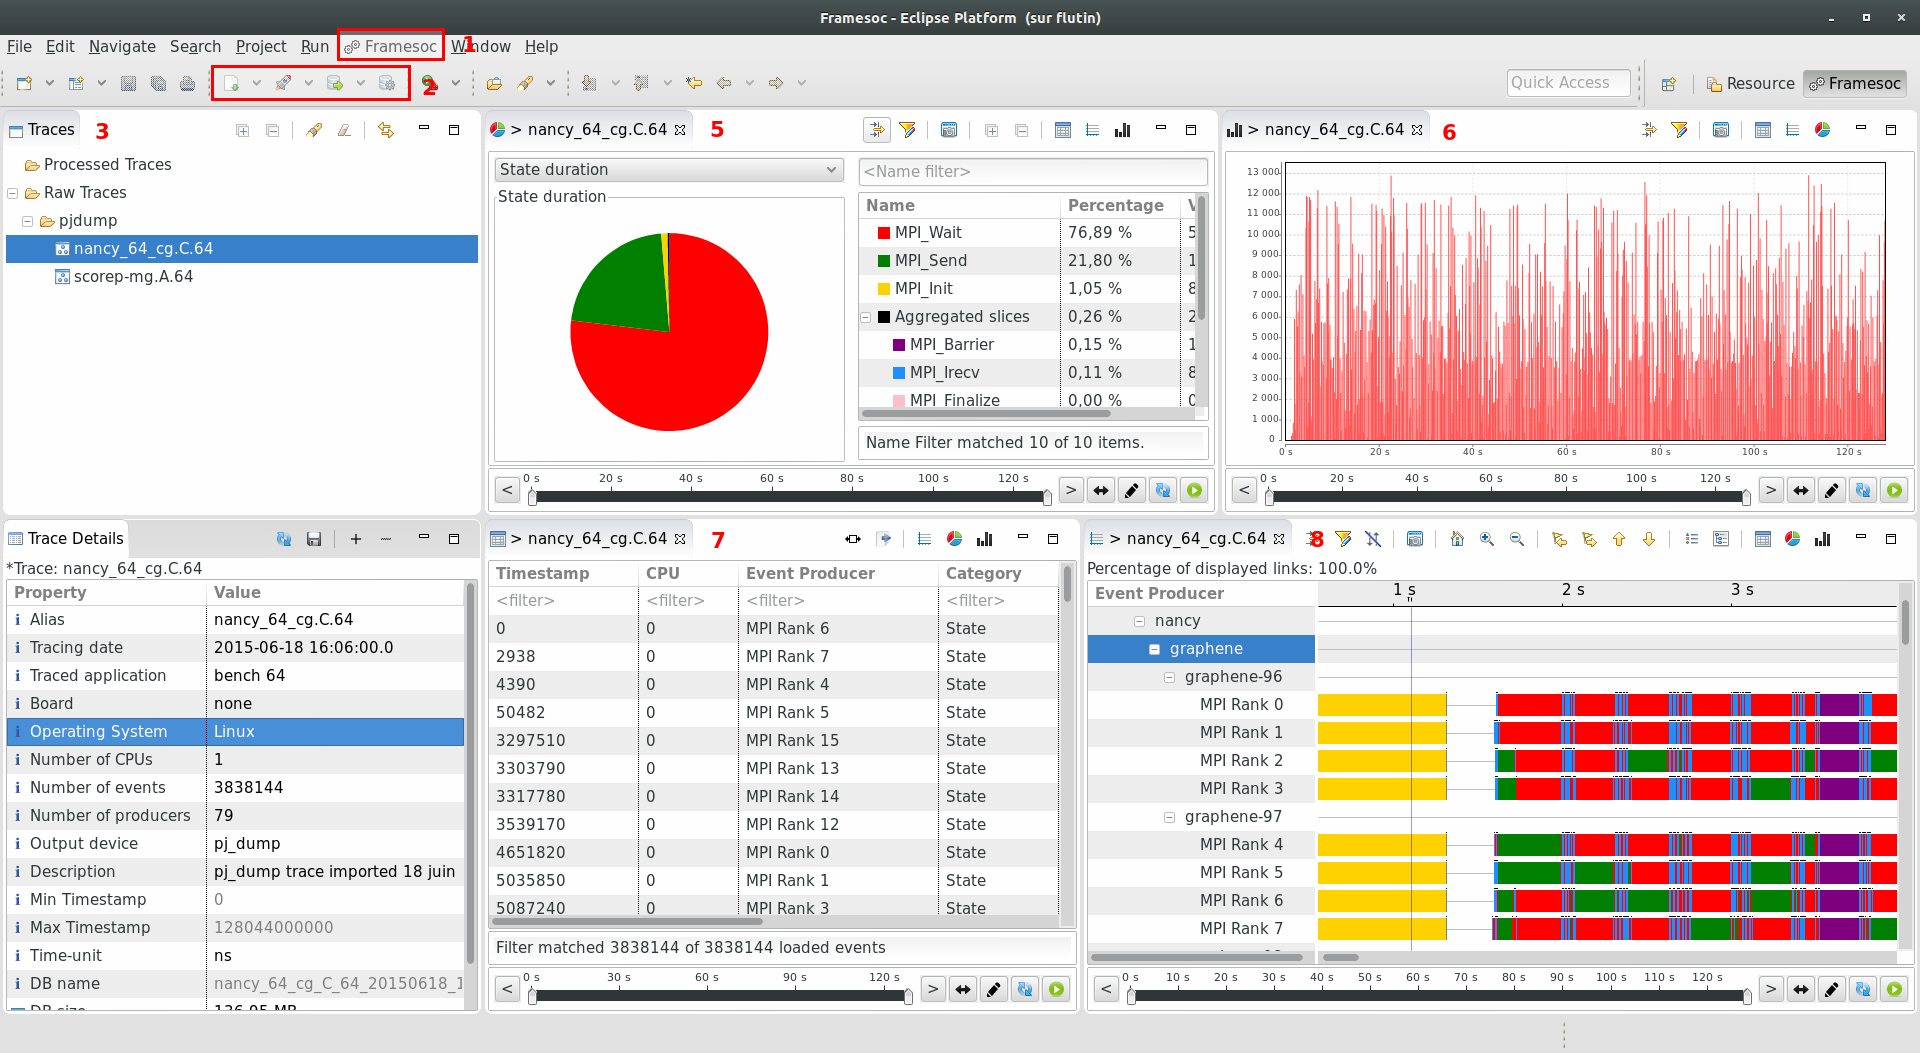 Framesoc - Eclipse Platform  (sur flutin)
File Edit Navigate Search Project Run Framesoc 1 Window Help
2 Quick Access Resource Framesoc
Traces 3
Processed Traces
Raw Traces
pjdump
nancy_64_cg.C.64
scorep-mg.A.64
> nancy_64_cg.C.64 5
State duration
State duration
<Name filter>
Name Percentage
MPI_Wait 76,89 % 5
MPI_Send 21,80 % 1
MPI_Init 1,05 % 8
Aggregated slices 0,26 % 2
MPI_Barrier 0,15 % 1
MPI_Irecv 0,11 % 8
MPI_Finalize 0,00 % 0
Name Filter matched 10 of 10 items.
0 s 20 s 40 s 60 s 80 s 100 s 120 s
< >
> nancy_64_cg.C.64 6
13 000
12 000
11 000
10 000
9 000
8 000
7 000
6 000
5 000
4 000
3 000
2 000
1 000
0
0 s 20 s 40 s 60 s 80 s 100 s 120 s
0 s 20 s 40 s 60 s 80 s 100 s 120 s
< >
Trace Details
*Trace: nancy_64_cg.C.64
Property Value
Alias nancy_64_cg.C.64
Tracing date 2015-06-18 16:06:00.0
Traced application bench 64
Board none
Operating System Linux
Number of CPUs 1
Number of events 3838144
Number of producers 79
Output device pj_dump
Description pj_dump trace imported 18 juin
Min Timestamp 0
Max Timestamp 128044000000
Time-unit ns
DB name nancy_64_cg_C_64_20150618_1
DB size 136.95 MB
> nancy_64_cg.C.64 7
Timestamp CPU Event Producer Category
<filter> <filter> <filter> <filter>
0 0 MPI Rank 6 State
2938 0 MPI Rank 7 State
4390 0 MPI Rank 4 State
50482 0 MPI Rank 5 State
3297510 0 MPI Rank 15 State
3303790 0 MPI Rank 13 State
3317780 0 MPI Rank 14 State
3539170 0 MPI Rank 12 State
4651820 0 MPI Rank 0 State
5035850 0 MPI Rank 1 State
5087240 0 MPI Rank 3 State
Filter matched 3838144 of 3838144 loaded events
0 s 30 s 60 s 90 s 120 s
< >
> nancy_64_cg.C.64 8
Percentage of displayed links: 100.0%
Event Producer 1 s 2 s 3 s
nancy
graphene
graphene-96
MPI Rank 0
MPI Rank 1
MPI Rank 2
MPI Rank 3
graphene-97
MPI Rank 4
MPI Rank 5
MPI Rank 6
MPI Rank 7
0 s 10 s 20 s 30 s 40 s 50 s 60 s 70 s 80 s 90 s 100 s 110 s 120 s
< >